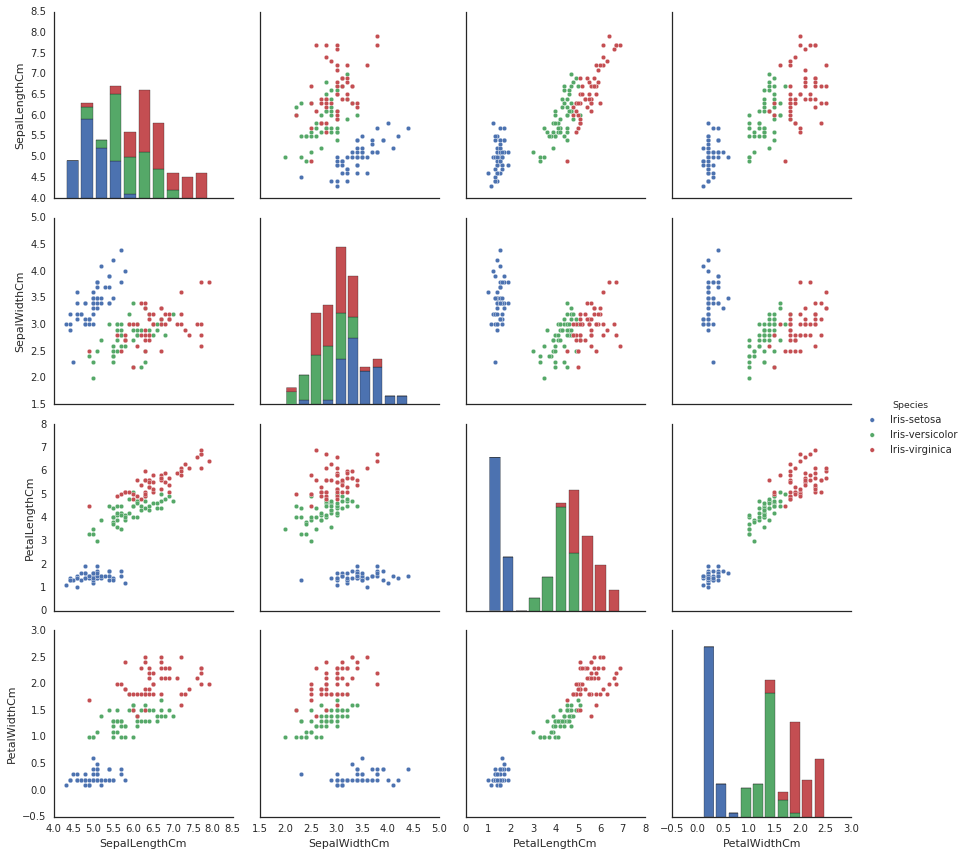 8.5
8.0
7.5
7.0
6.5
6.0
5.5
5.0
4.5
4.0
SepalLengthCm
5.0
4.5
4.0
3.5
3.0
2.5
2.0
1.5
SepalWidthCm
Species
Iris-setosa
Iris-versicolor
Iris-virginica
8
7
6
5
4
3
2
1
0
PetalLengthCm
3.0
2.5
2.0
1.5
1.0
0.5
0.0
−0.5
PetalWidthCm
4.0 4.5 5.0 5.5 6.0 6.5 7.0 7.5 8.0 8.5
SepalLengthCm
1.5 2.0 2.5 3.0 3.5 4.0 4.5 5.0
SepalWidthCm
0 1 2 3 4 5 6 7 8
PetalLengthCm
−0.5 0.0 0.5 1.0 1.5 2.0 2.5 3.0
PetalWidthCm